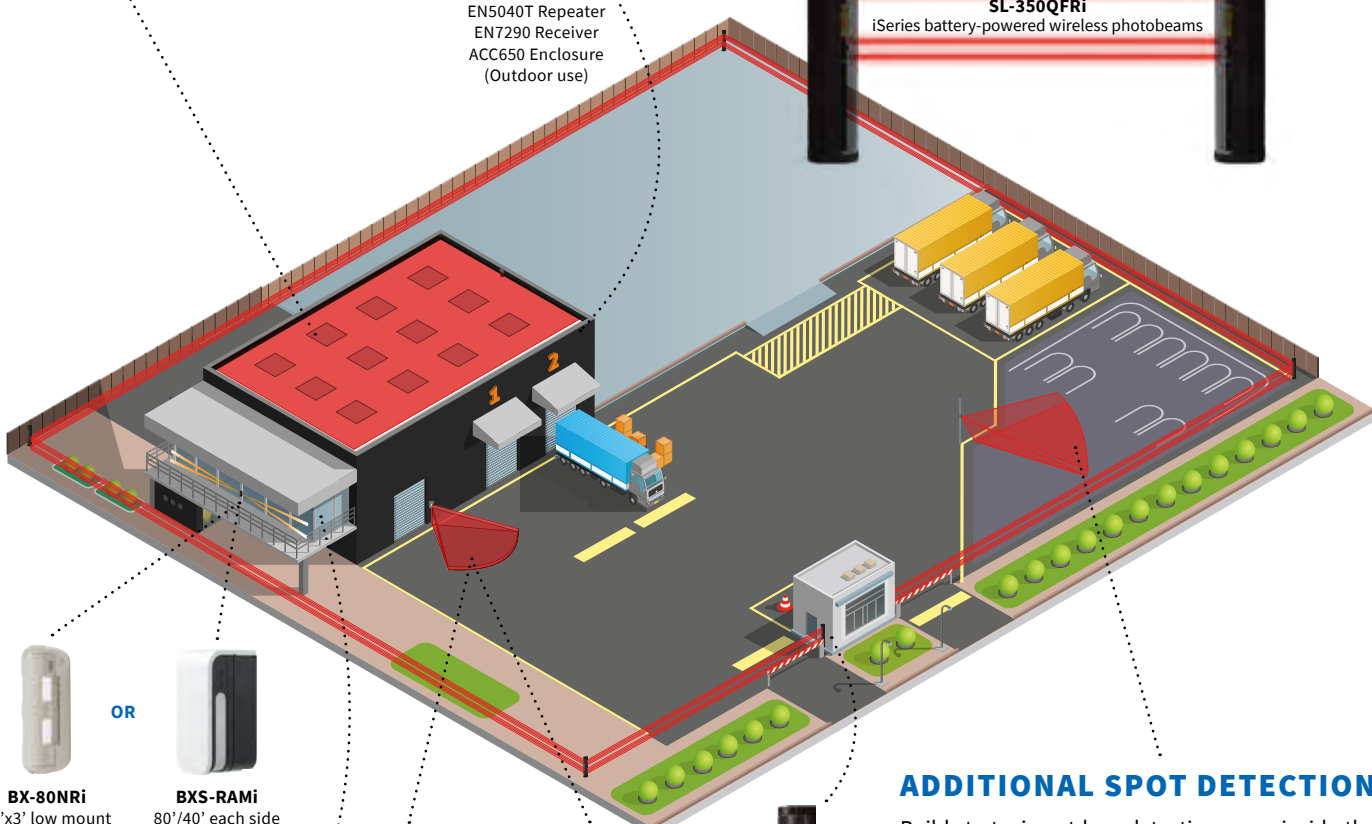 EN5040T Repeater
EN7290 Receiver
ACC650 Enclosure
(Outdoor use)
SL-350QFRi
iSeries battery-powered wireless photobeams
1
2
OR
BX-80NRi
'x3' low mount
BXS-RAMi
80'/40' each side
ADDITIONAL SPOT DETECTION